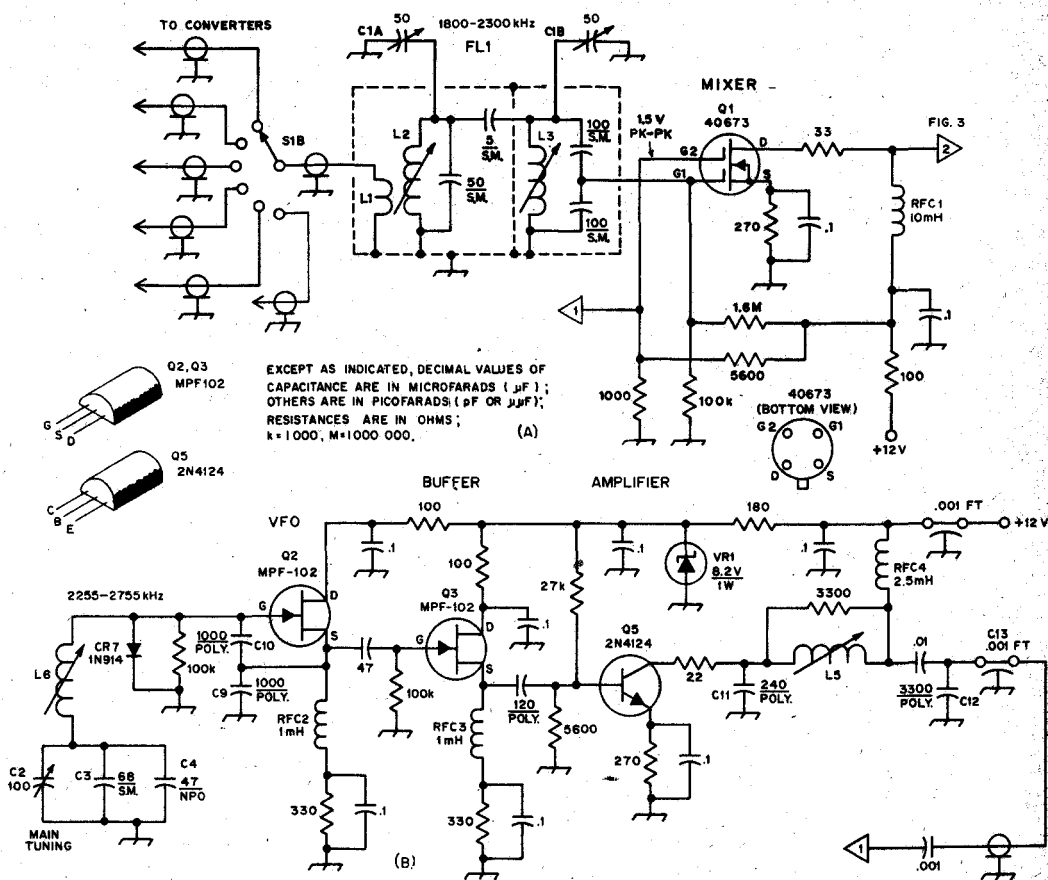 TO CONVERTERS
S1B
C1A
50
1800-2300kHz
FL1
C1B
50
L1
L2
50
S.M.
5
S.M.
L3
100
S.M.
100
S.M.
MIXER
Q1
40673
1.5 V
PK-PK
G2
G1
D
S
33
FIG. 3
2
270
.1
RFC1
10mH
1
1.6M
5600
.1
1000
100k
100
+12V
40673
(BOTTOM VIEW)
G2
G1
D
S
Q2,Q3
MPF102
G
S
D
Q5
2N4124
C
B
E
EXCEPT AS INDICATED, DECIMAL VALUES OF
CAPACITANCE ARE IN MICROFARADS (µF);
OTHERS ARE IN PICOFARADS (pF OR µµF);
RESISTANCES ARE IN OHMS;
k=1000, M=1000 000.
(A)
VFO
BUFFER
AMPLIFIER
Q2
MPF-102
.1
100
100
Q3
MPF-102
.1
27k
.1
VR1
8.2V
1W
180
.1
.001 FT
+12V
RFC4
2.5mH
3300
L5
2255-2755kHz
L6
CR7
1N914
100k
1000
POLY.
C10
C9
1000
POLY.
G
D
S
47
100k
G
D
S
RFC2
1mH
330
.1
RFC3
1mH
330
.1
120
POLY.
5600
Q5
2N4124
22
C11
240
POLY.
270
.1
.01
3300
POLY.
C12
C13
.001 FT
C2
100
C3
68
S.M.
C4
47
NPO
MAIN
TUNING
(B)
1
.001